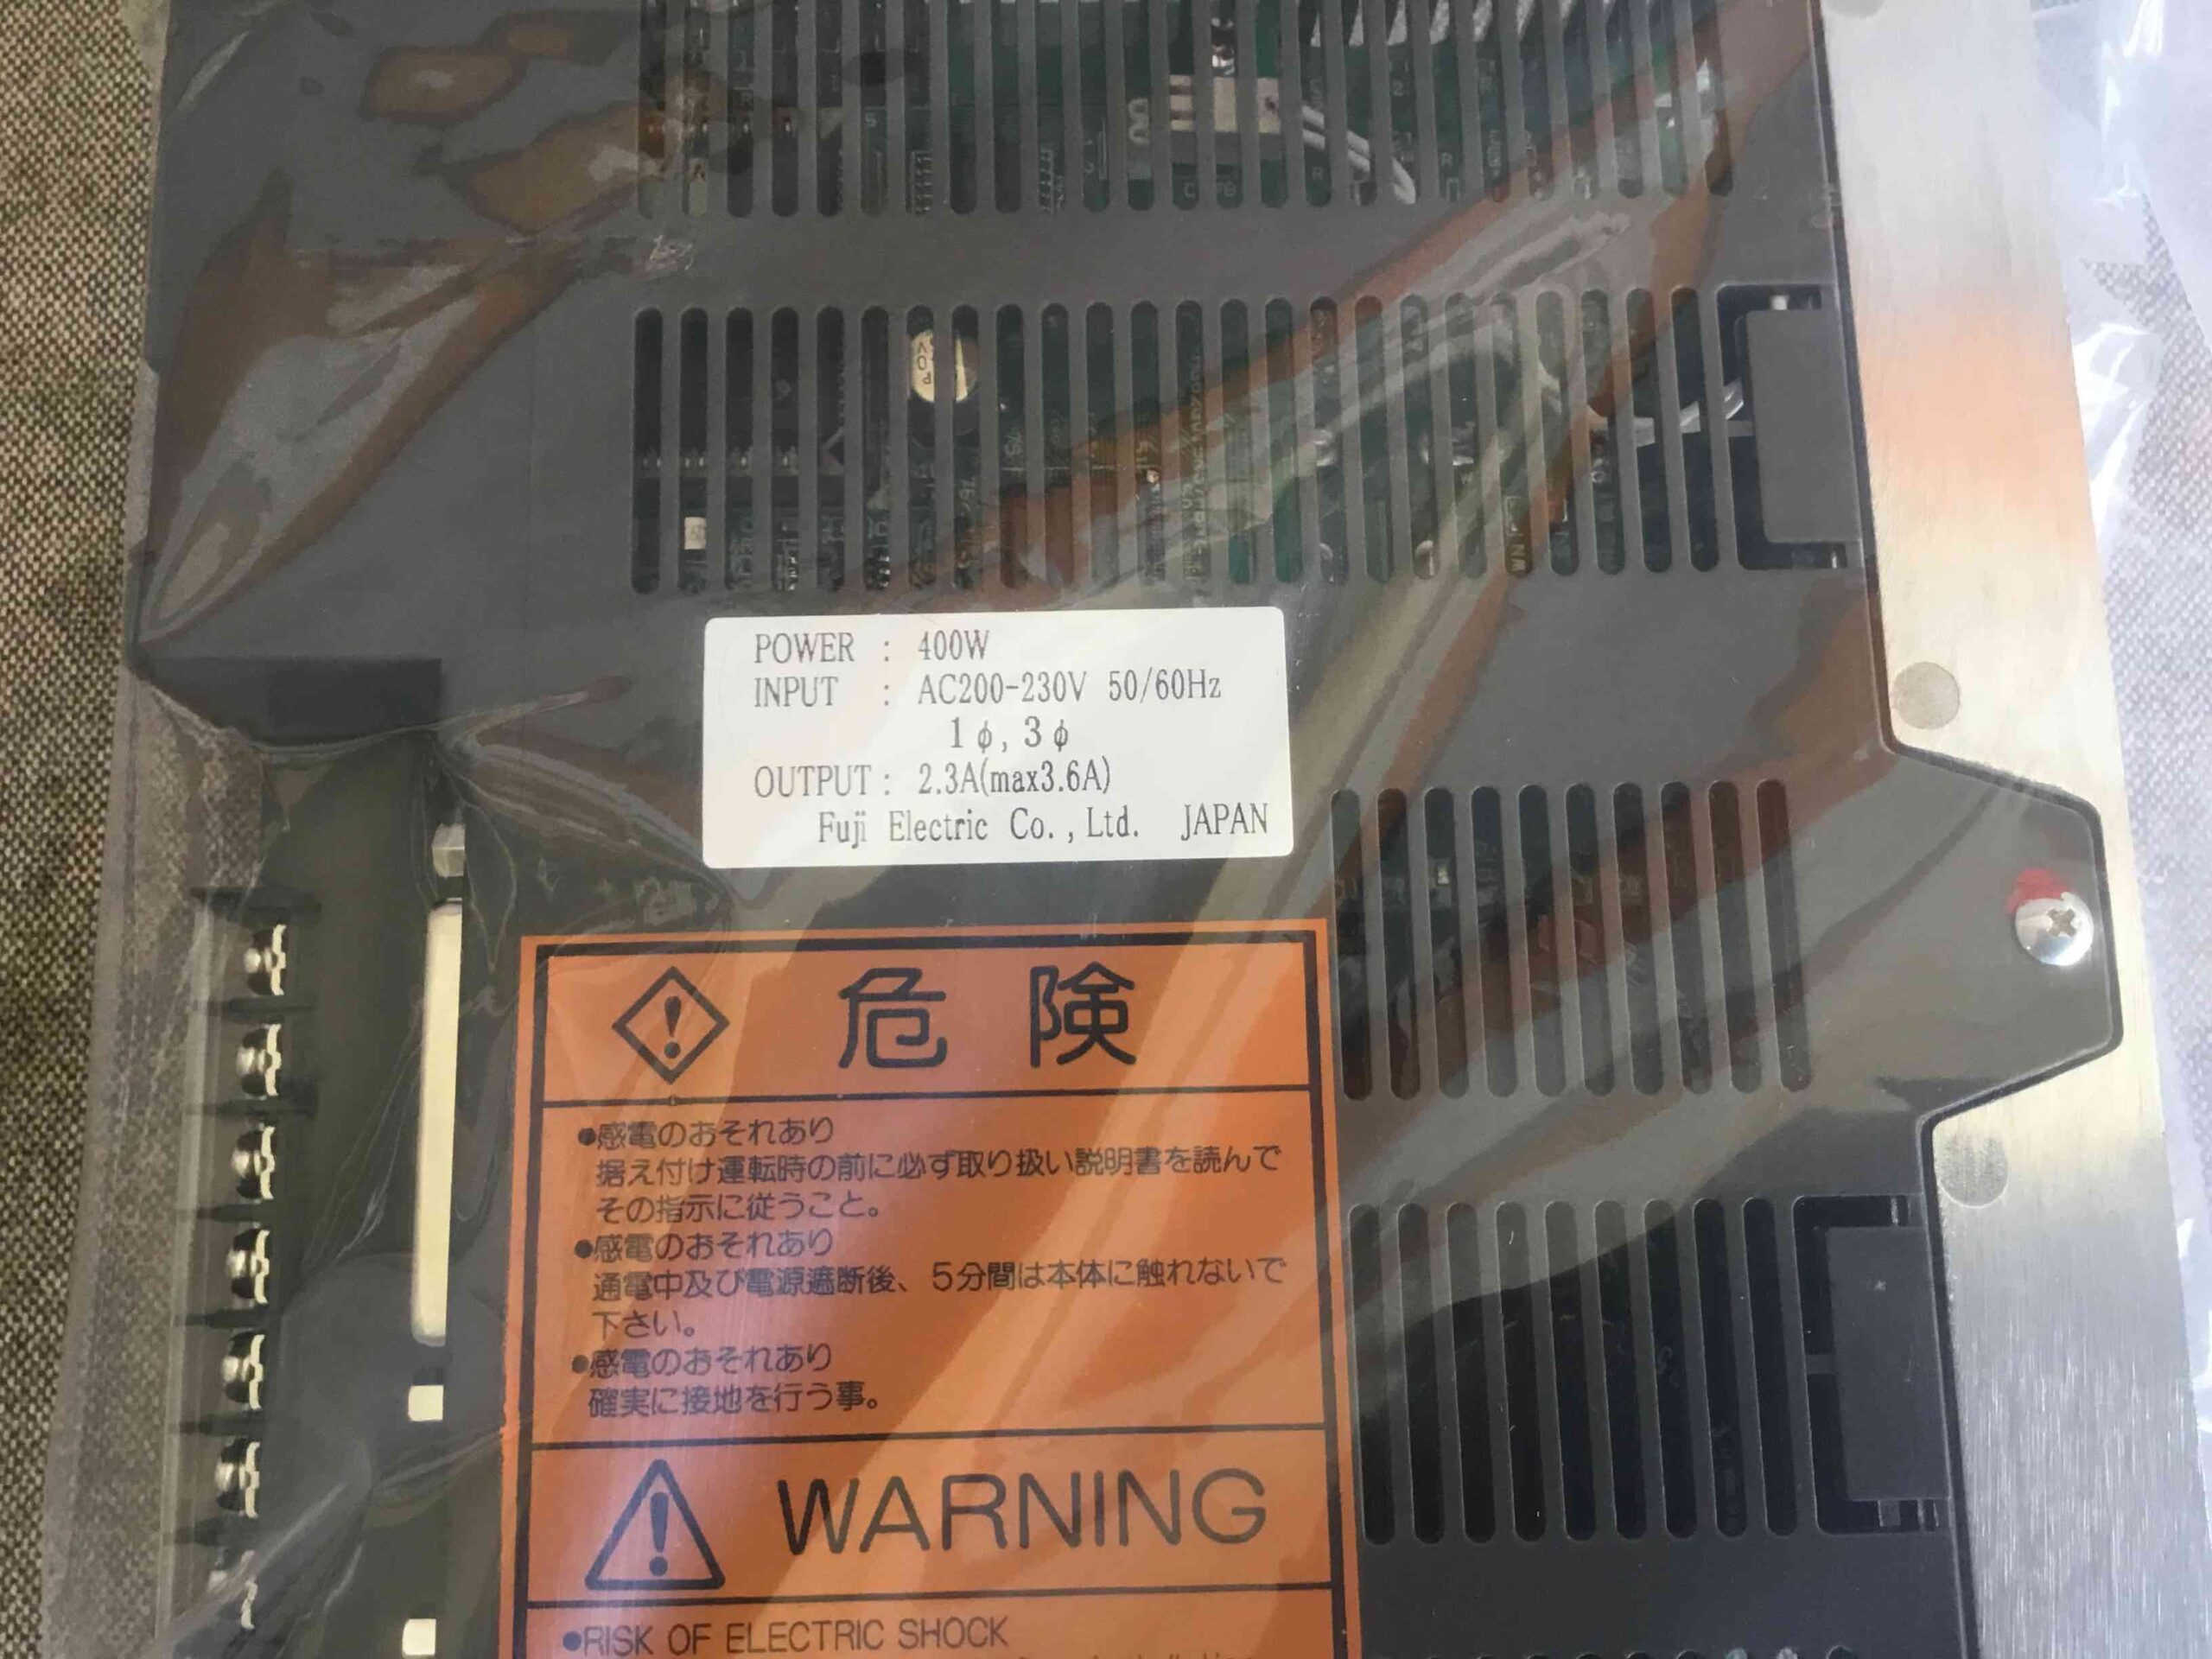 POWER : 400W
INPUT : AC200-230V 50/60Hz
1φ, 3φ
OUTPUT : 2.3A(max3.6A)
Fuji Electric Co., Ltd. JAPAN
危険
●感電のおそれあり
据え付け運転時の前に必ず取り扱い説明書を読んで
その指示に従うこと。
●感電のおそれあり
通電中及び電源遮断後、5分間は本体に触れないで
下さい。
●感電のおそれあり
確実に接地を行う事。
WARNING
●RISK OF ELECTRIC SHOCK